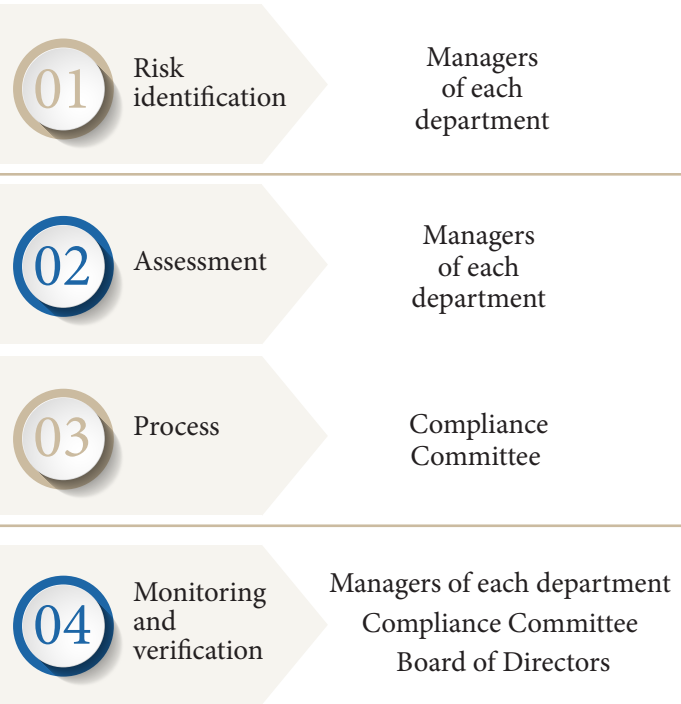 01
Risk
identification
Managers
of each
department
02
Assessment
Managers
of each
department
03
Process
Compliance
Committee
04
Monitoring
and
verification
Managers of each department
Compliance Committee
Board of Directors